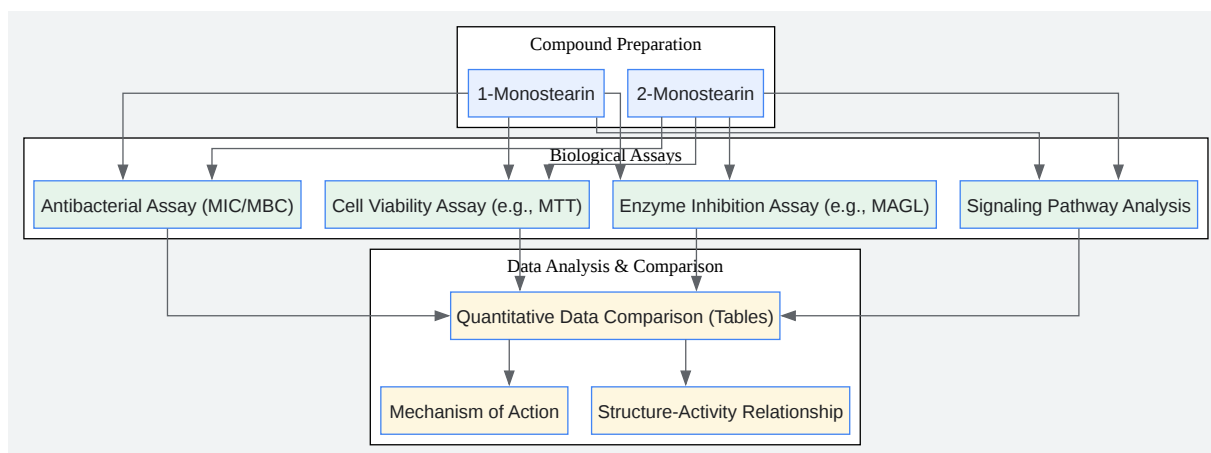 Compound Preparation
1-Monostearin
2-Monostearin
Biological Assays
Antibacterial Assay (MIC/MBC)
Cell Viability Assay (e.g., MTT)
Enzyme Inhibition Assay (e.g., MAGL)
Signaling Pathway Analysis
Data Analysis & Comparison
Quantitative Data Comparison (Tables)
Mechanism of Action
Structure-Activity Relationship